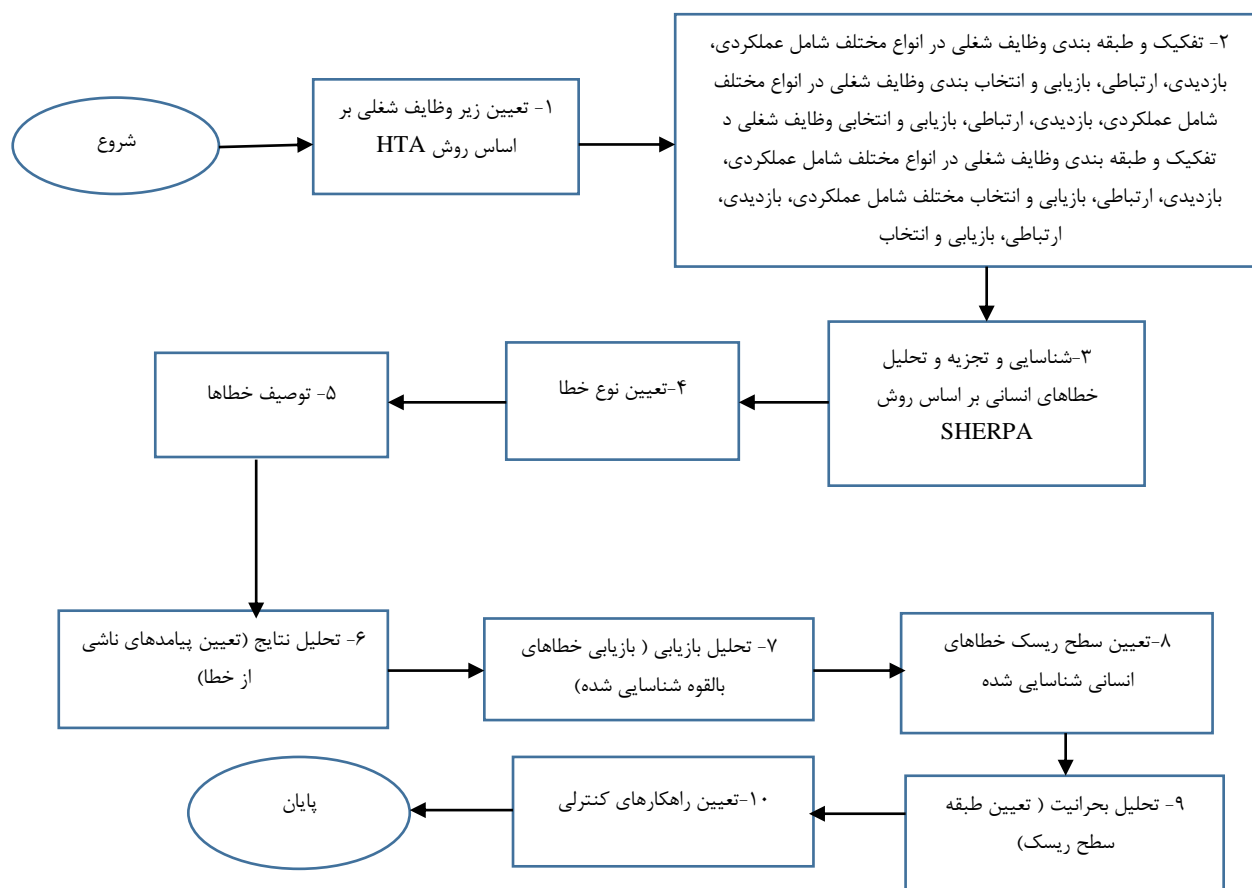 شروع
۱- تعیین زیر وظایف شغلی بر
اساس روش HTA
۲- تفکیک و طبقه بندی وظایف شغلی در انواع مختلف شامل عملکردی،
بازدیدی، ارتباطی، بازیابی و انتخاب بندی وظایف شغلی در انواع مختلف
شامل عملکردی، بازدیدی، ارتباطی، بازیابی و انتخابی وظایف شغلی د
تفکیک و طبقه بندی وظایف شغلی در انواع مختلف شامل عملکردی،
بازدیدی، ارتباطی، بازیابی و انتخاب مختلف شامل عملکردی، بازدیدی،
ارتباطی، بازیابی و انتخاب
۳-شناسایی و تجزیه و تحلیل
خطاهای انسانی بر اساس روش
SHERPA
۴-تعیین نوع خطا
۵- توصیف خطاها
۶- تحلیل نتایج (تعیین پیامدهای ناشی
از خطا)
۷- تحلیل بازیابی ( بازیابی خطاهای
بالقوه شناسایی شده)
۸-تعیین سطح ریسک خطاهای
انسانی شناسایی شده
۹- تحلیل بحرانیت ( تعیین طبقه
سطح ریسک)
۱۰-تعیین راهکارهای کنترلی
پایان